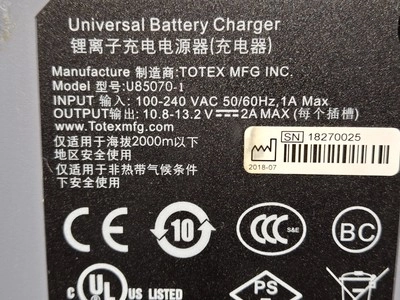 Universal Battery Charger
锂离子充电电源器(充电器)
Manufacture 制造商:TOTEX MFG INC.
Model 型号:U85070-1
INPUT 输入: 100-240 VAC 50/60Hz,1A Max
OUTPUT输出: 10.8-13.2 V⎓2A MAX (每个插槽)
www.Totexmfg.com
仅适用于海拔2000m以下
地区安全使用
仅适用于非热带气候条件
下安全使用
SN 18270025
2018-07
CE
10
CCC
S&E
BC
C UL US
LISTED
PS